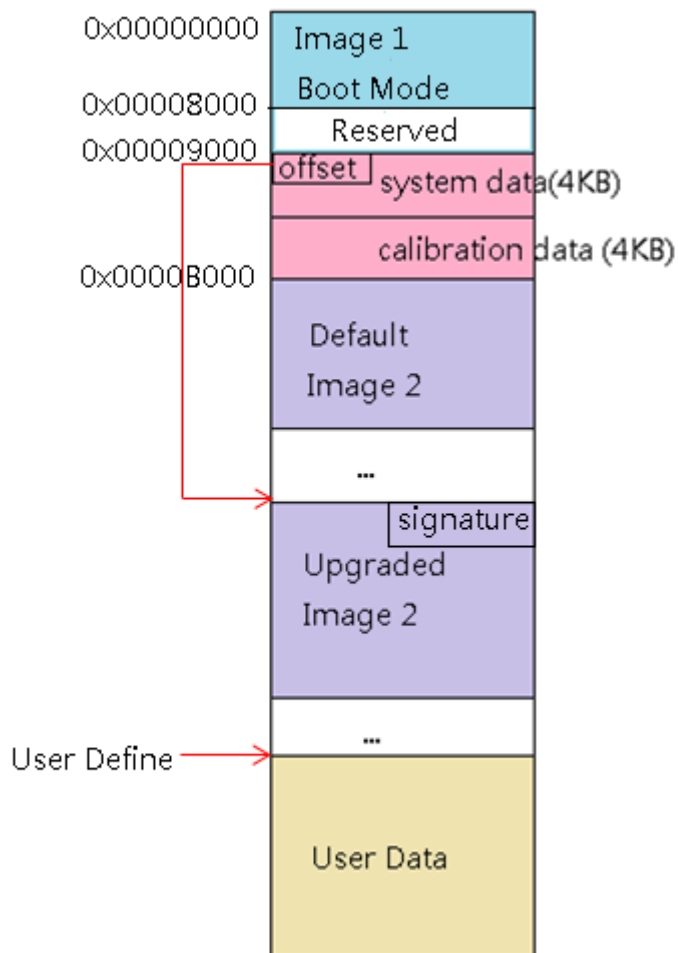 0x00000000
Image 1
Boot Mode
0x00008000
Reserved
0x00009000
offset
system data(4KB)
calibration data (4KB)
0x0000B000
Default
Image 2
...
signature
Upgraded
Image 2
...
User Define
User Data